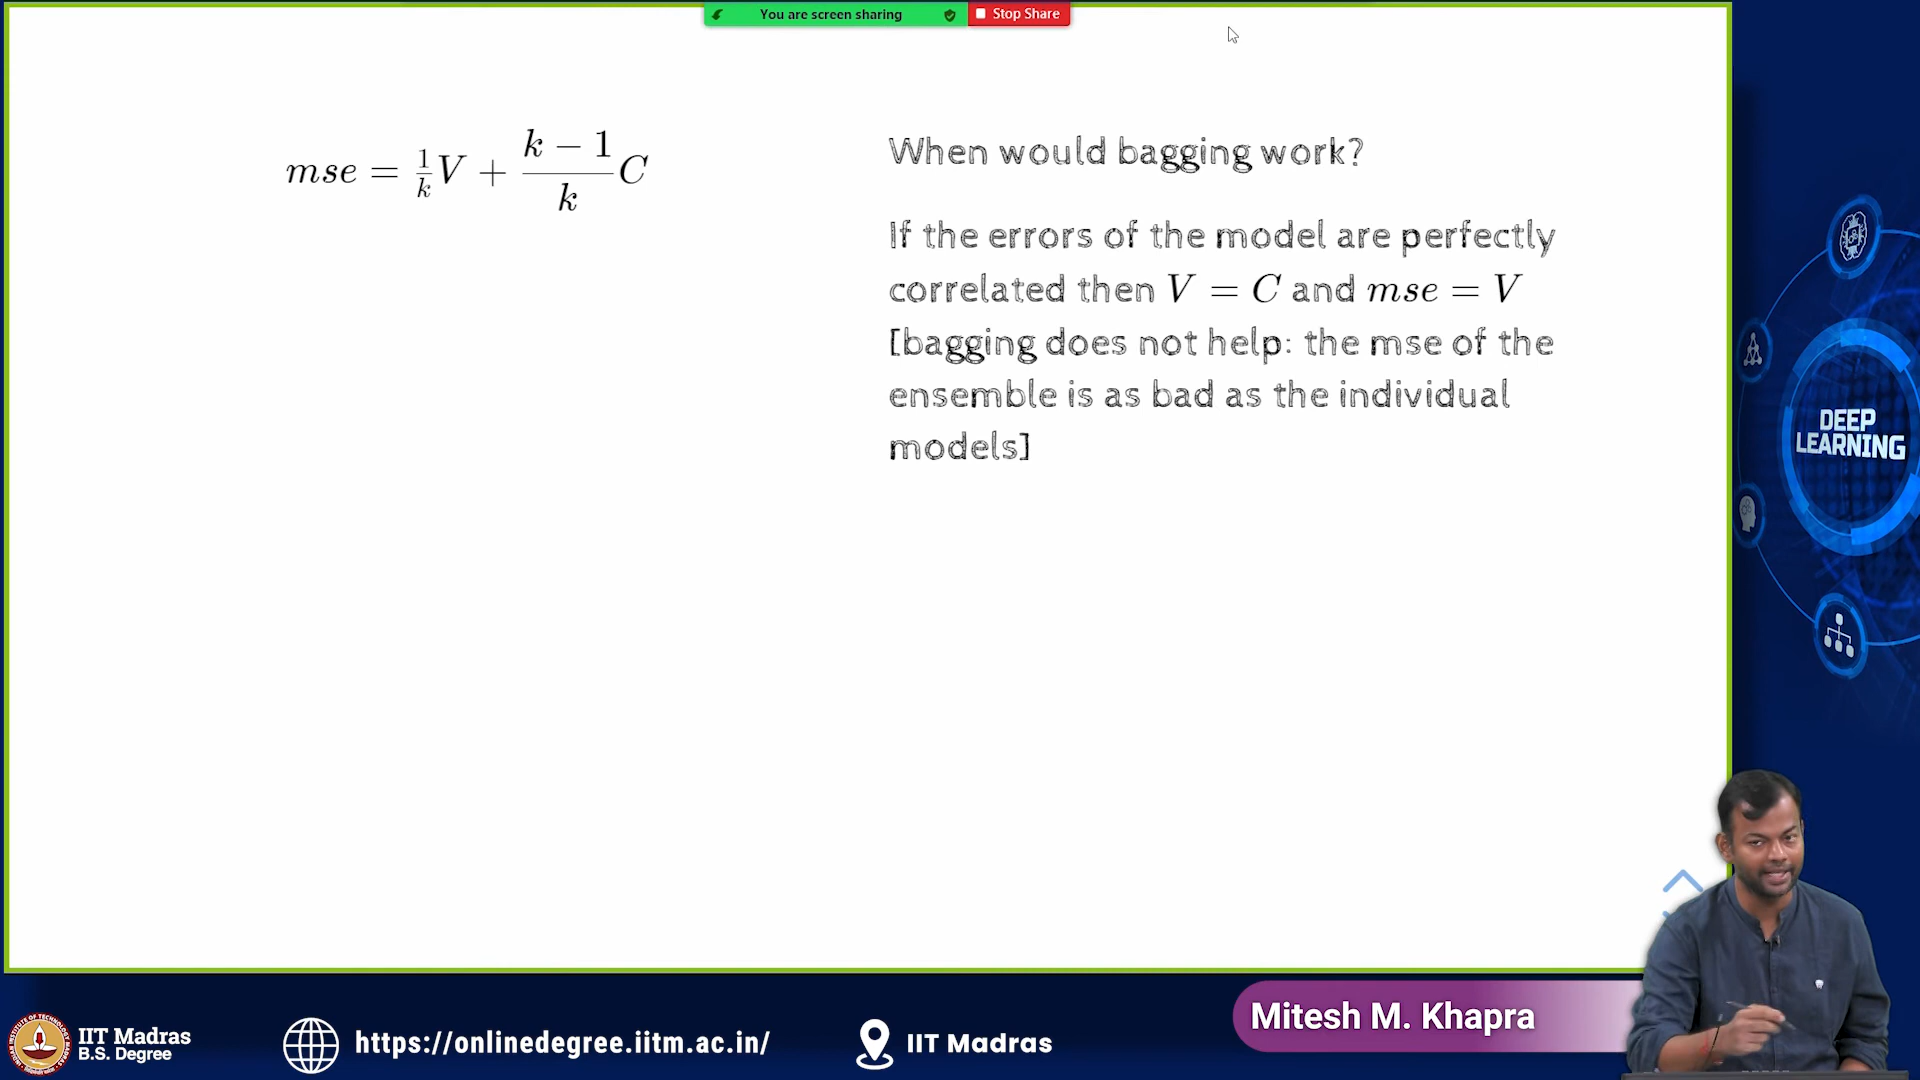 You are screen sharing
Stop Share
mse = \frac{1}{k}V + \frac{k-1}{k}C
When would bagging work?
If the errors of the model are perfectly
correlated then V = C and mse = V
[bagging does not help: the mse of the
ensemble is as bad as the individual
models]
DEEP
LEARNING
Mitesh M. Khapra
IIT Madras
B.S. Degree
https://onlinedegree.iitm.ac.in/
IIT Madras